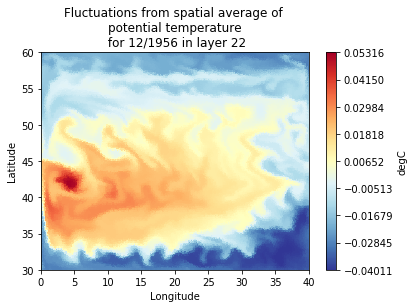 Fluctuations from spatial average of
potential temperature
for 12/1956 in layer 22
60
55
50
45
40
35
30
Latitude
0 5 10 15 20 25 30 35 40
Longitude
0.05316
0.04150
0.02984
0.01818
0.00652
−0.00513
−0.01679
−0.02845
−0.04011
degC